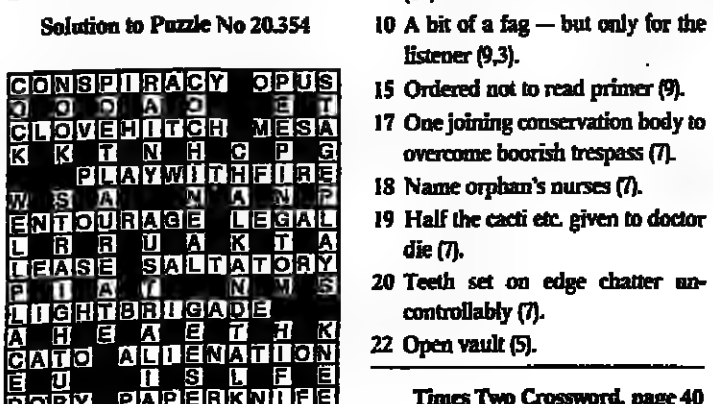 Solution to Puzzle No 20.354
CONSPIRACY OPUS
O O O A O E T
CLOVEHITCH MESA
K K T N H C P G
PLAYWITHFIRE
W S A N A N P
ENTOURAGE LEGAL
L R R U A K T A
LEASE SALTATORY
P I A T N M S
LIGHTBRIGADE
A H E A E T H K
CATO ALIENATION
E U I S L F E
DORY PAPERKNIFE
10 A bit of a fag — but only for the
listener (9,3).
15 Ordered not to read primer (9).
17 One joining conservation body to
overcome boorish trespass (7).
18 Name orphan's nurses (7).
19 Half the cacti etc. given to doctor
die (7).
20 Teeth set on edge chatter un-
controllably (7).
22 Open vault (5).
Times Two Crossword, page 40